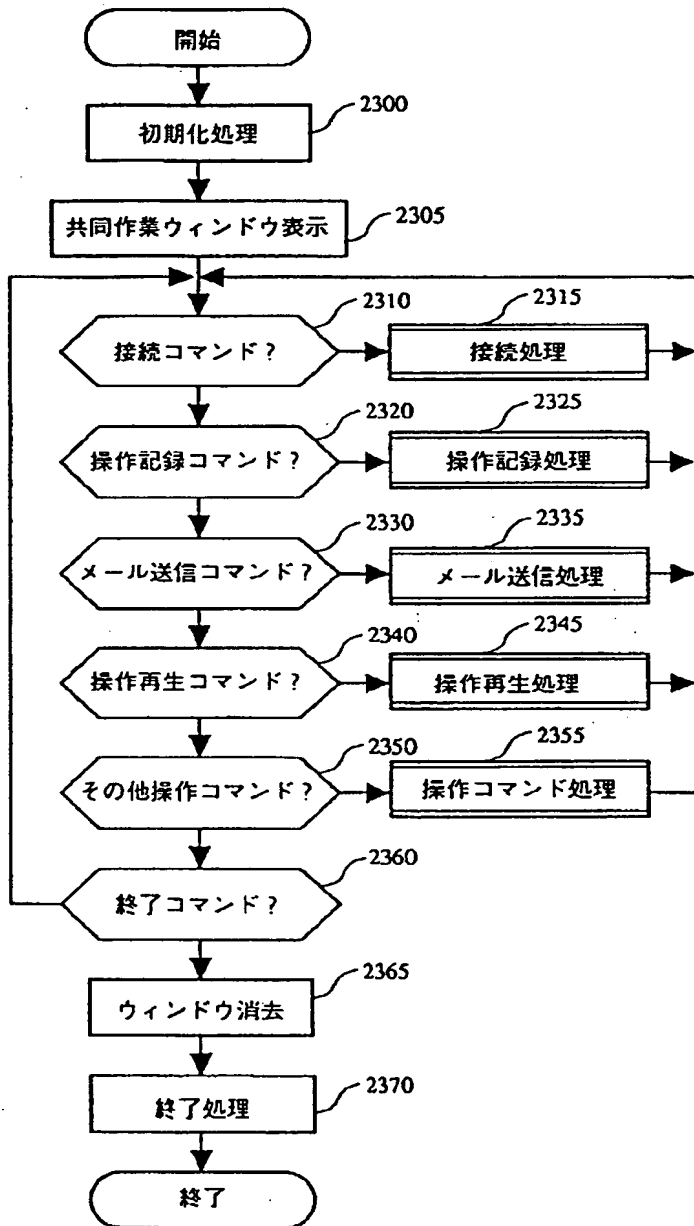 開始
2300
初期化処理
2305
共同作業ウィンドウ表示
2310
2315
接続コマンド?
接続処理
2320
2325
操作記録コマンド?
操作記録処理
2330
2335
メール送信コマンド?
メール送信処理
2340
2345
操作再生コマンド?
操作再生処理
2350
2355
その他操作コマンド?
操作コマンド処理
2360
終了コマンド?
2365
ウィンドウ消去
2370
終了処理
終了